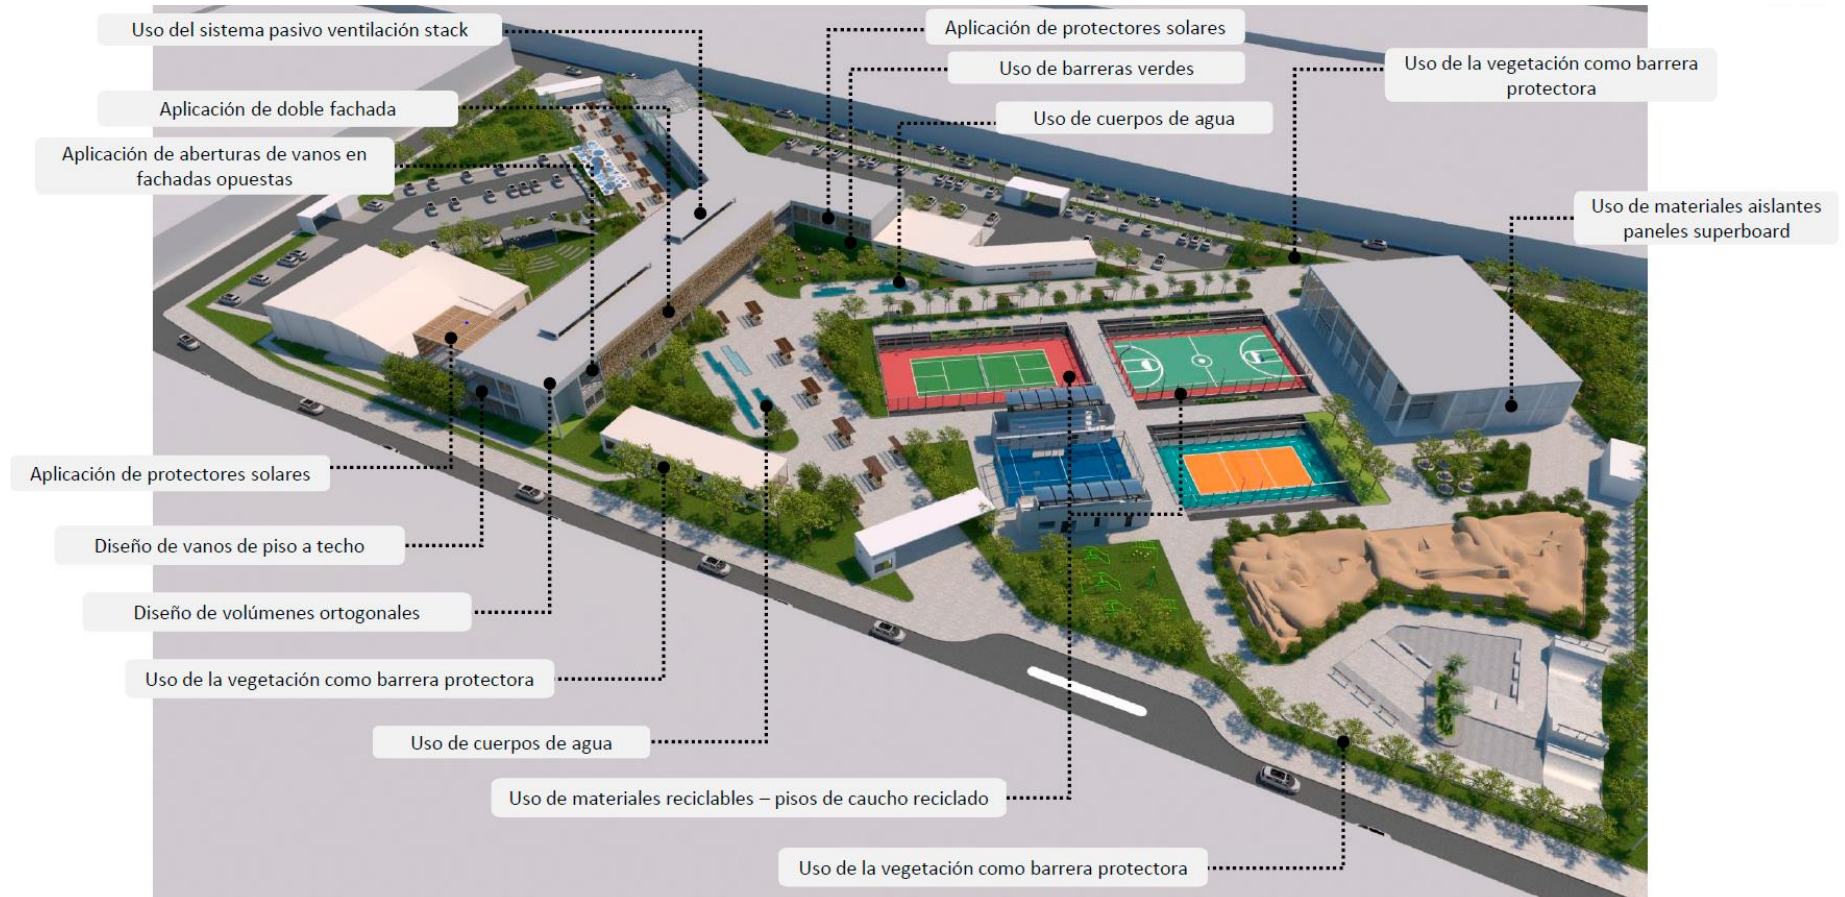 Uso del sistema pasivo ventilación stack
Aplicación de protectores solares
Uso de barreras verdes
Uso de la vegetación como barrera
protectora
Aplicación de doble fachada
Uso de cuerpos de agua
Aplicación de aberturas de vanos en
fachadas opuestas
Uso de materiales aislantes
paneles superboard
Aplicación de protectores solares
Diseño de vanos de piso a techo
Diseño de volúmenes ortogonales
Uso de la vegetación como barrera protectora
Uso de cuerpos de agua
Uso de materiales reciclables – pisos de caucho reciclado
Uso de la vegetación como barrera protectora